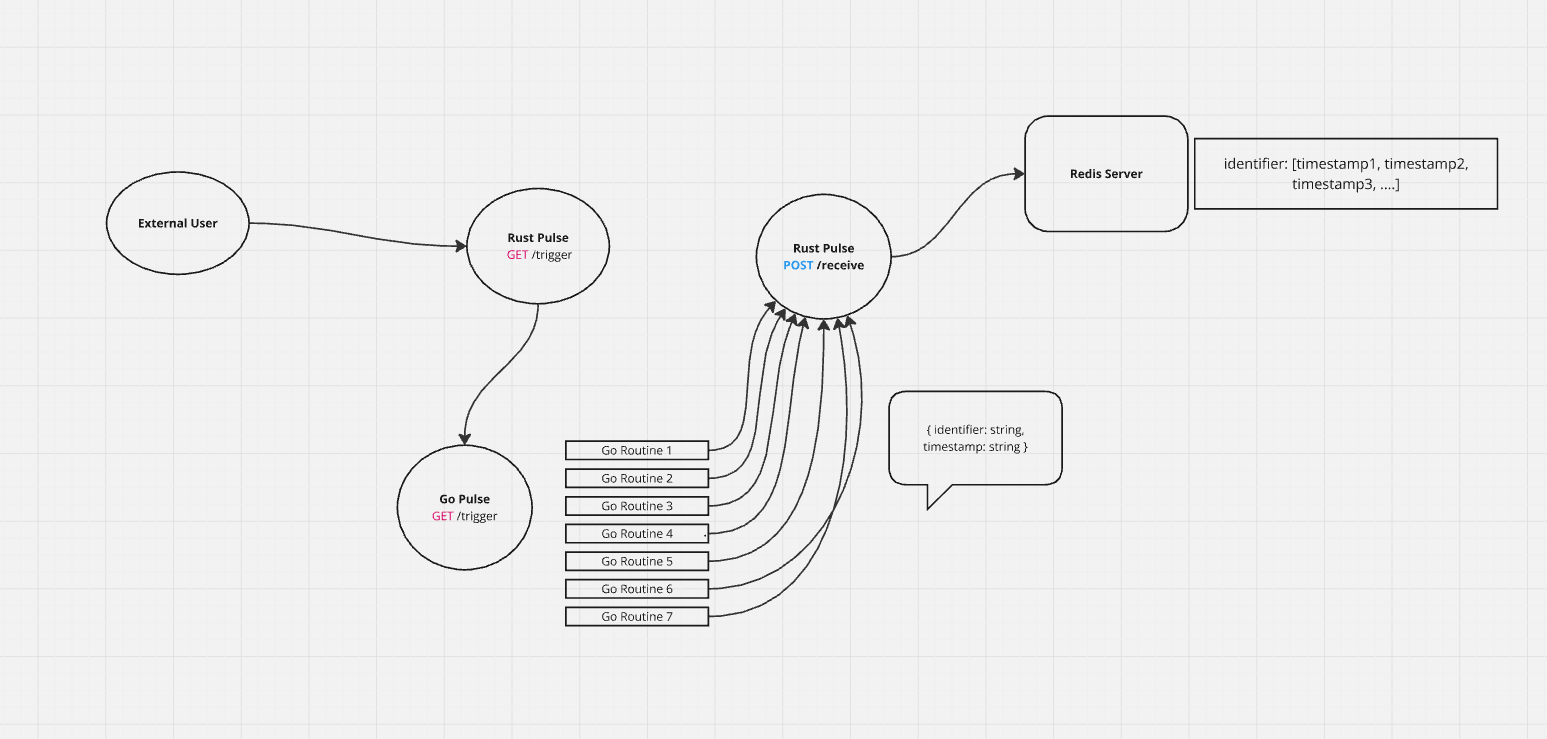 External User
Rust Pulse
GET /trigger
Go Pulse
GET /trigger
Go Routine 1
Go Routine 2
Go Routine 3
Go Routine 4
Go Routine 5
Go Routine 6
Go Routine 7
Rust Pulse
POST /receive
{ identifier: string,
timestamp: string }
Redis Server
identifier: [timestamp1, timestamp2,
timestamp3, ....]